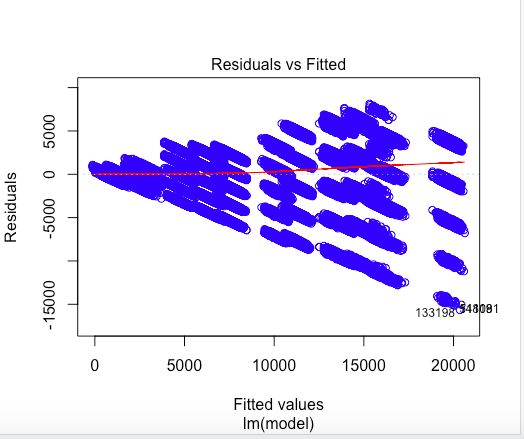 Residuals vs Fitted
Residuals
5000
0
-5000
-15000
133198
0 5000 10000 15000 20000
Fitted values
lm(model)